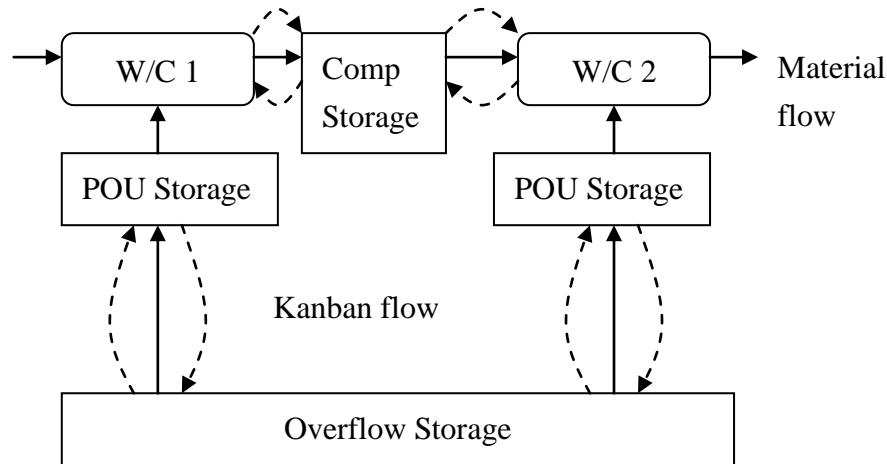 W/C 1
Comp
Storage
W/C 2
Material
flow
POU Storage
POU Storage
Kanban flow
Overflow Storage